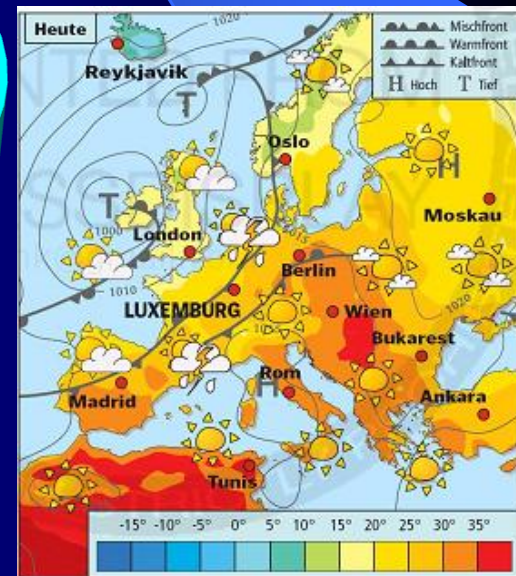 Heute
1020
Mischfront
Warmfront
Kaltfront
H Hoch T Tief
Reykjavik
T
Oslo
H
T
Moskau
1000
London
Berlin
1010
1020
LUXEMBURG
Wien
Bukarest
Rom
H
Ankara
Madrid
Tunis
-15° -10° -5° 0° 5° 10° 15° 20° 25° 30° 35°